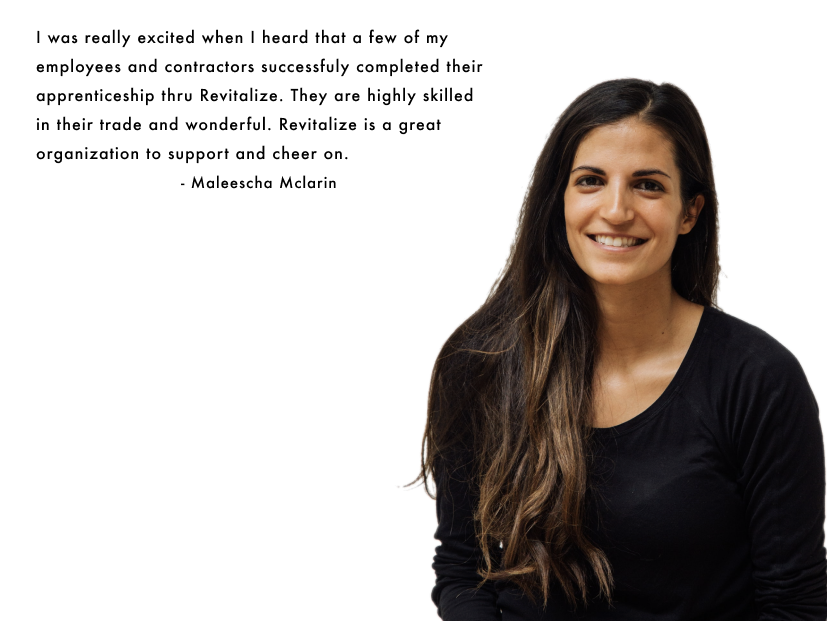 I was really excited when I heard that a few of my
employees and contractors successfuly completed their
apprenticeship thru Revitalize. They are highly skilled
in their trade and wonderful. Revitalize is a great
organization to support and cheer on.
- Maleescha Mclarin